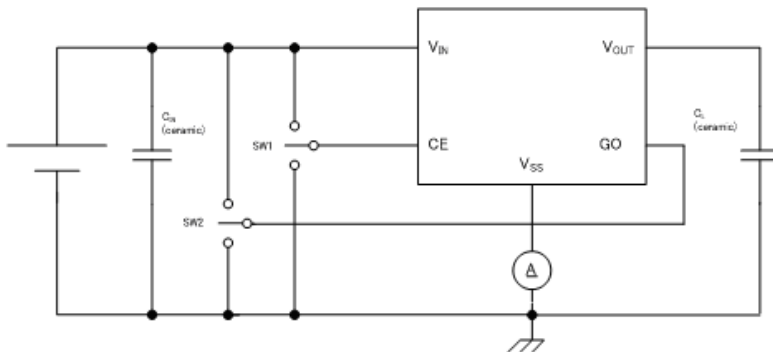 VIN VOUT
CIN
(ceramic)
CL
(ceramic)
SW1
CE GO
VSS
SW2
A